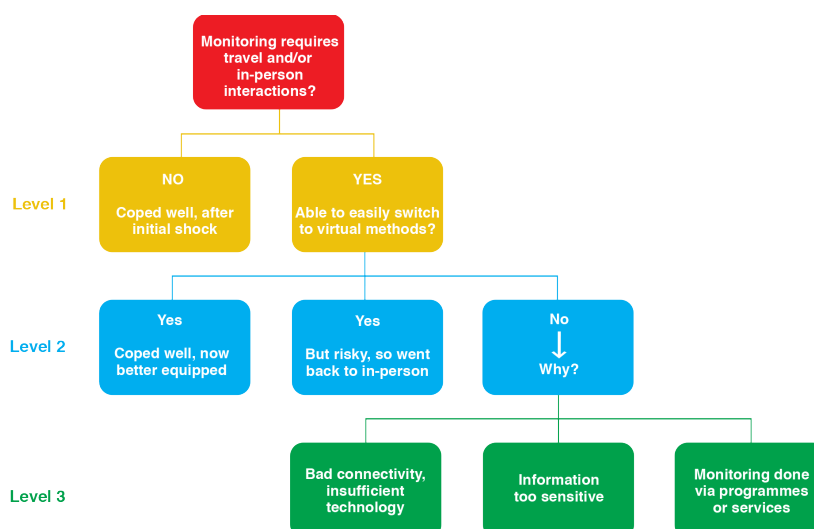 Monitoring requires
travel and/or
in-person
interactions?
Level 1
NO
Coped well, after
initial shock
YES
Able to easily switch
to virtual methods?
Level 2
Yes
Coped well, now
better equipped
Yes
But risky, so went
back to in-person
No
Why?
Level 3
Bad connectivity,
insufficient
technology
Information
too sensitive
Monitoring done
via programmes
or services